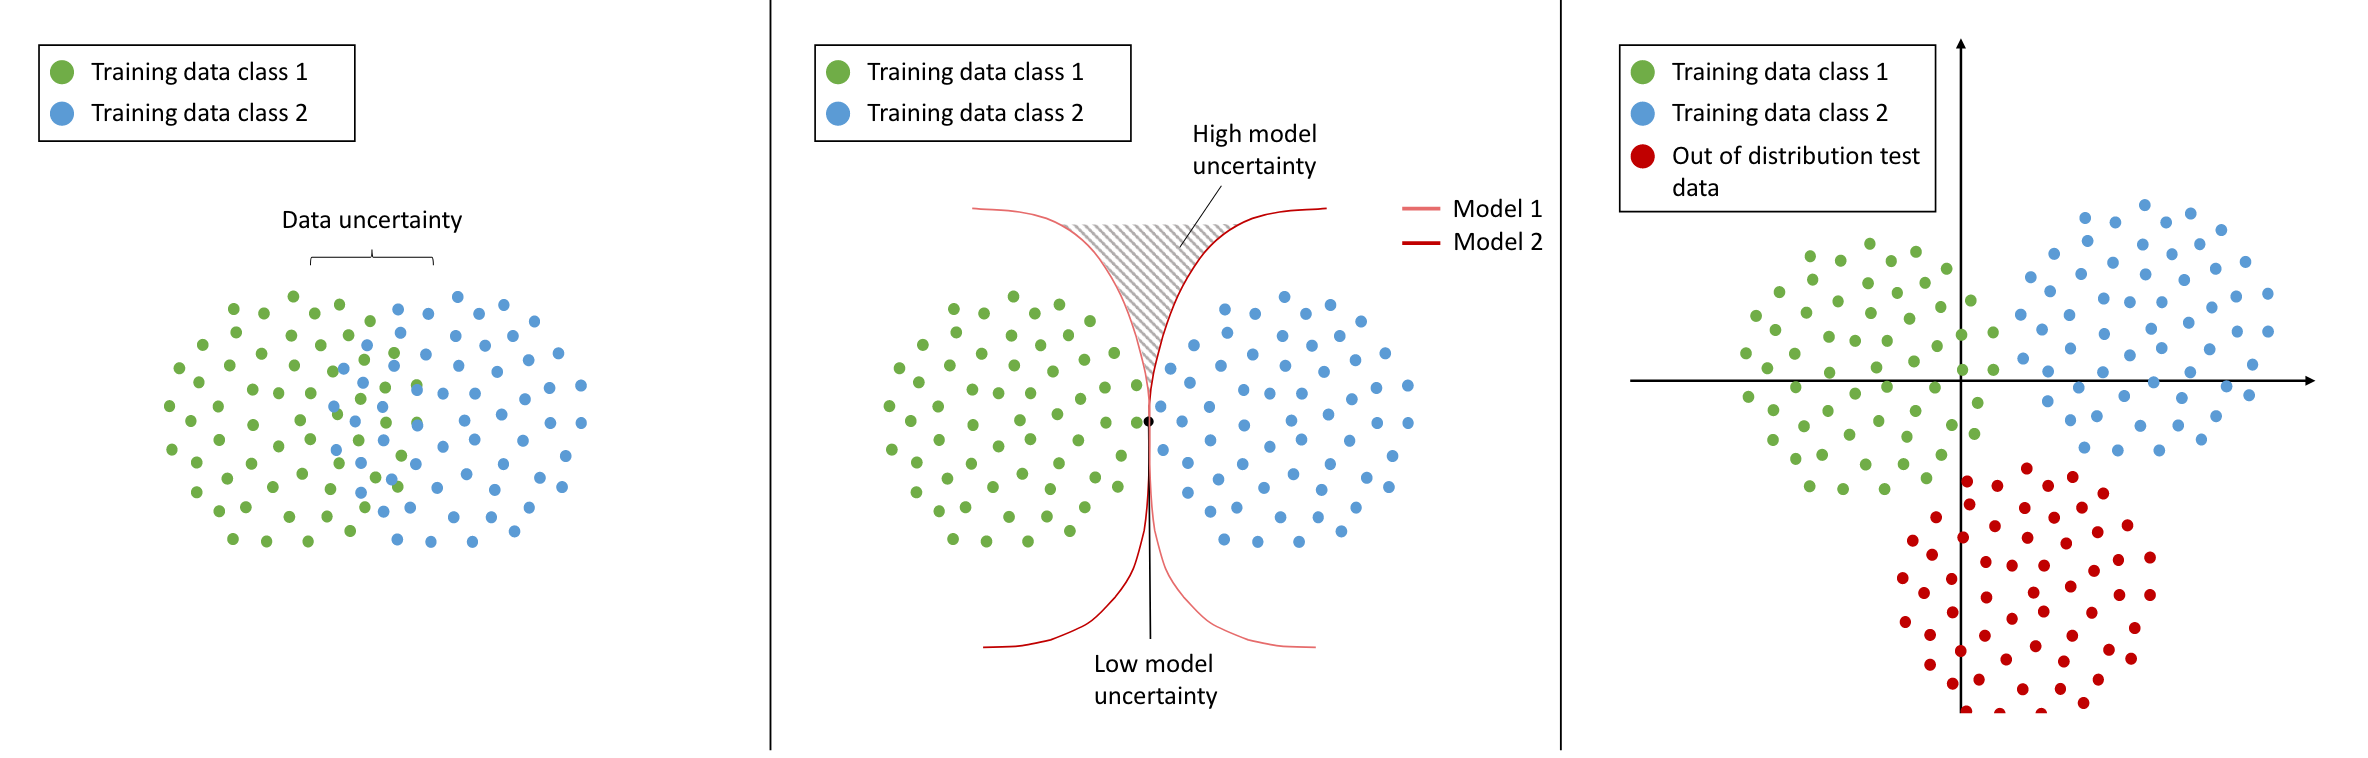 Training data class 1
Training data class 2
Data uncertainty
Training data class 1
Training data class 2
High model
uncertainty
Model 1
Model 2
Low model
uncertainty
Training data class 1
Training data class 2
Out of distribution test
data